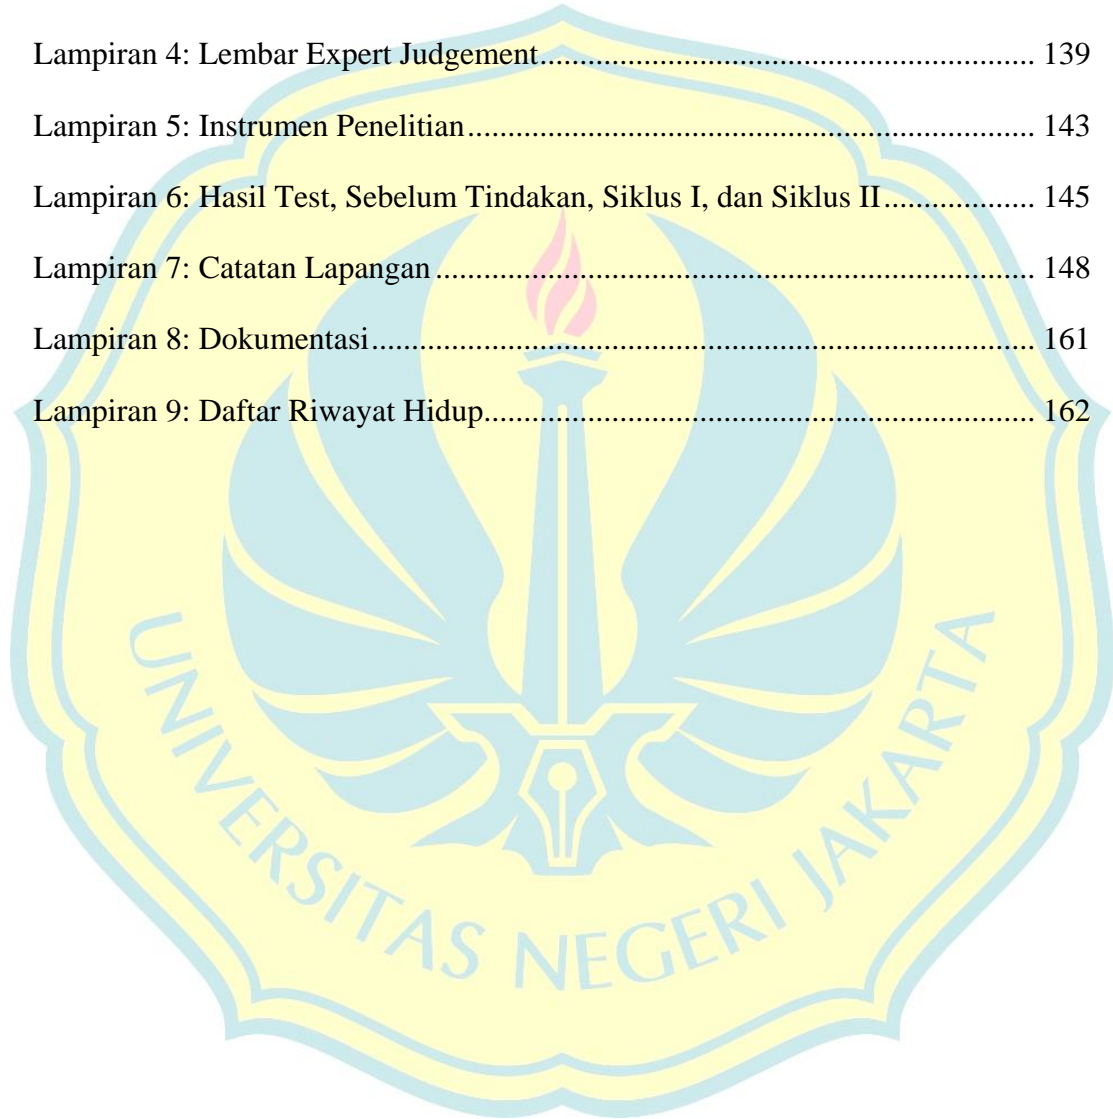 Lampiran 4: Lembar Expert Judgement.............................................................. 139
Lampiran 5: Instrumen Penelitian....................................................................... 143
Lampiran 6: Hasil Test, Sebelum Tindakan, Siklus I, dan Siklus II................... 145
Lampiran 7: Catatan Lapangan........................................................................... 148
Lampiran 8: Dokumentasi................................................................................... 161
Lampiran 9: Daftar Riwayat Hidup..................................................................... 162
UNIVERSITAS NEGERI JAKARTA